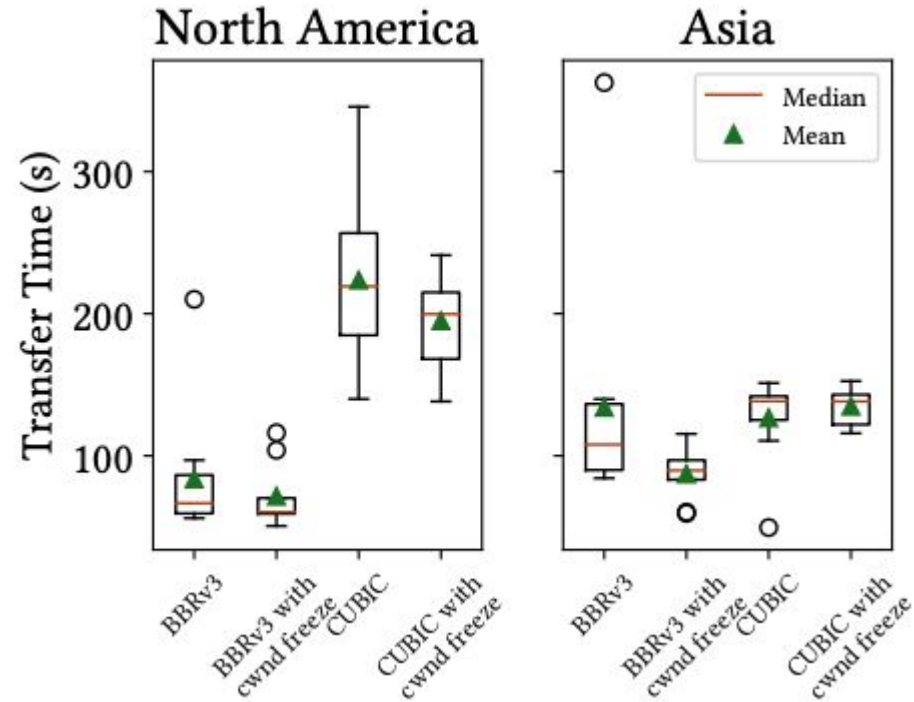 North America
Asia
Transfer Time (s)
300
200
100
Median
Mean
BBRv3
BBRv3 with
cwnd freeze
CUBIC
CUBIC with
cwnd freeze
BBRv3
BBRv3 with
cwnd freeze
CUBIC
CUBIC with
cwnd freeze